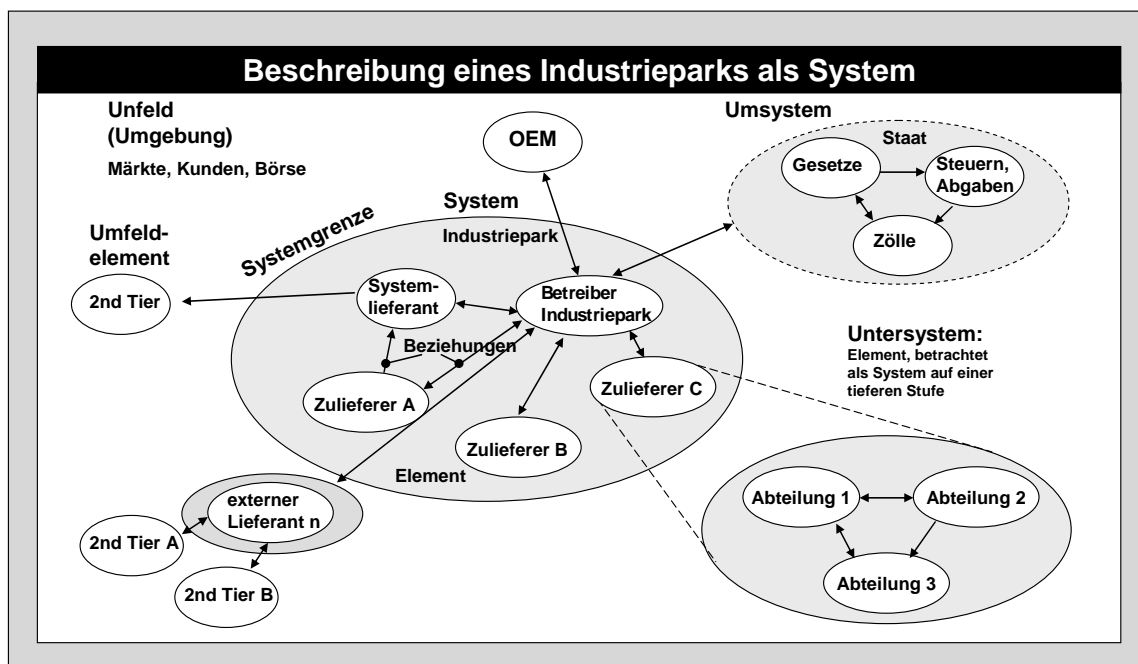 Beschreibung eines Industrieparks als System
Unfeld
(Umgebung)
Märkte, Kunden, Börse
OEM
Umsystem
Staat
Gesetze
Steuern,
Abgaben
Zölle
System
Industriepark
Systemgrenze
Umfeld-
element
2nd Tier
System-
lieferant
Betreiber
Industriepark
Beziehungen
Zulieferer A
Zulieferer B
Zulieferer C
Element
Untersystem:
Element, betrachtet
als System auf einer
tieferen Stufe
externer
Lieferant n
2nd Tier A
2nd Tier B
Abteilung 1
Abteilung 2
Abteilung 3